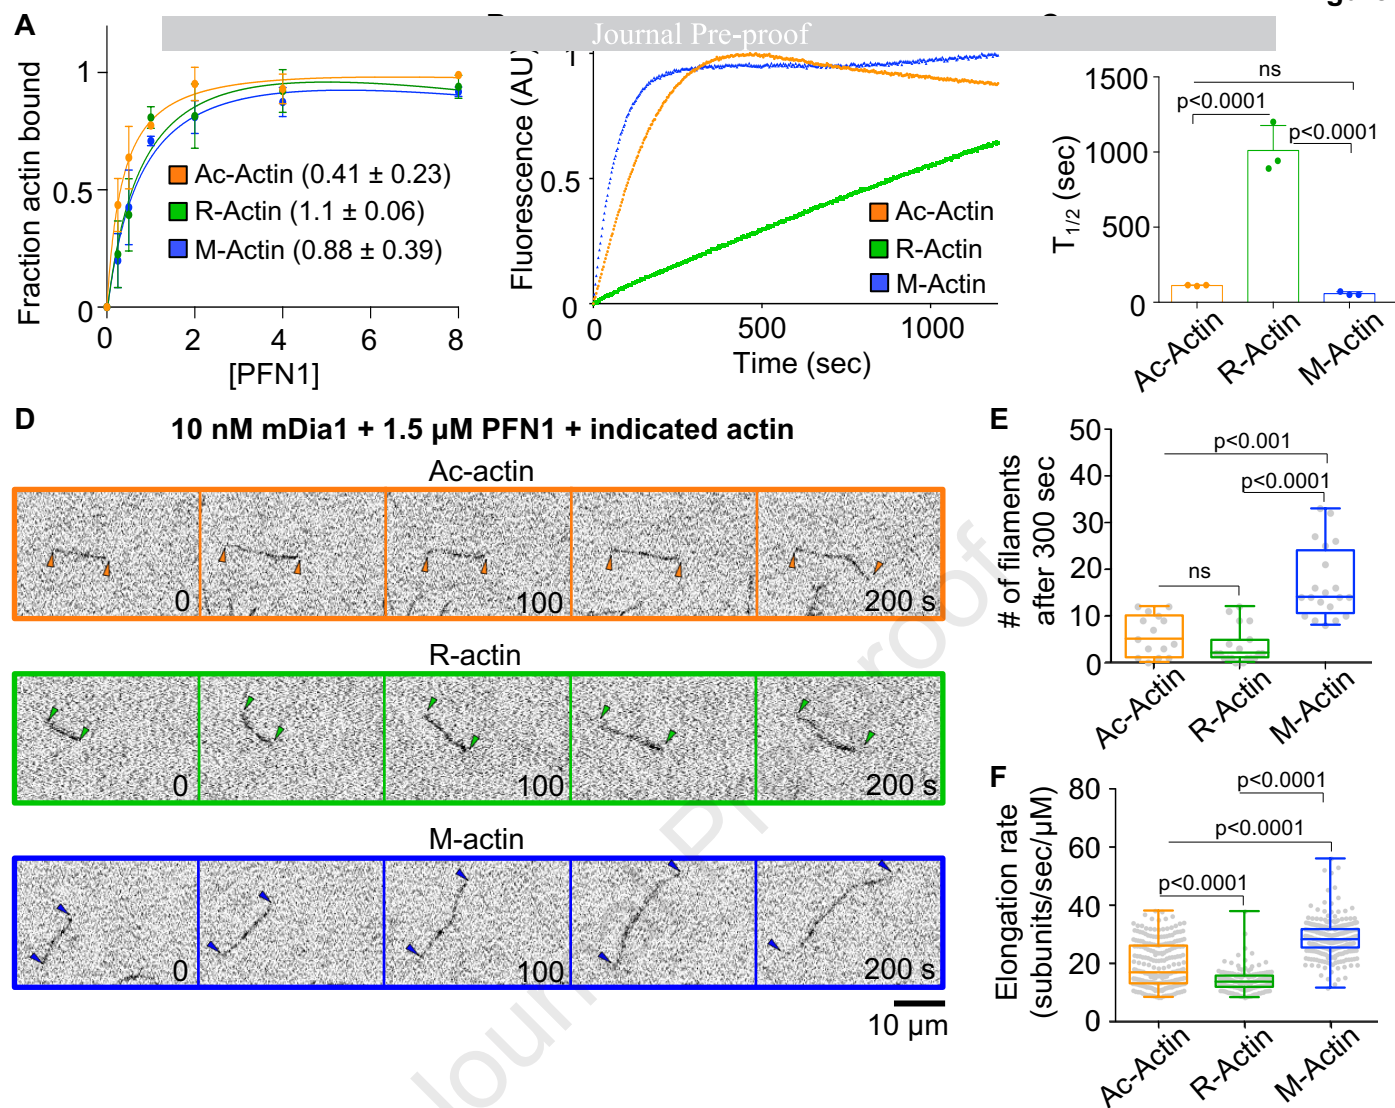 Journal Pre-proof
A
Fraction actin bound
1
0.5
0
0
2
4
6
8
[PFN1]
Ac-Actin (0.41 ± 0.23)
R-Actin (1.1 ± 0.06)
M-Actin (0.88 ± 0.39)
Fluorescence (AU)
1
0.5
0
0
500
1000
Time (sec)
Ac-Actin
R-Actin
M-Actin
T1/2 (sec)
1500
1000
500
0
ns
p<0.0001
p<0.0001
Ac-Actin
R-Actin
M-Actin
D
10 nM mDia1 + 1.5 µM PFN1 + indicated actin
Ac-actin
0
100
200 s
R-actin
0
100
200 s
M-actin
0
100
200 s
10 µm
E
# of filaments
after 300 sec
50
40
30
20
10
0
p<0.001
p<0.0001
ns
Ac-Actin
R-Actin
M-Actin
F
Elongation rate
(subunits/sec/µM)
80
60
40
20
0
p<0.0001
p<0.0001
p<0.0001
Ac-Actin
R-Actin
M-Actin